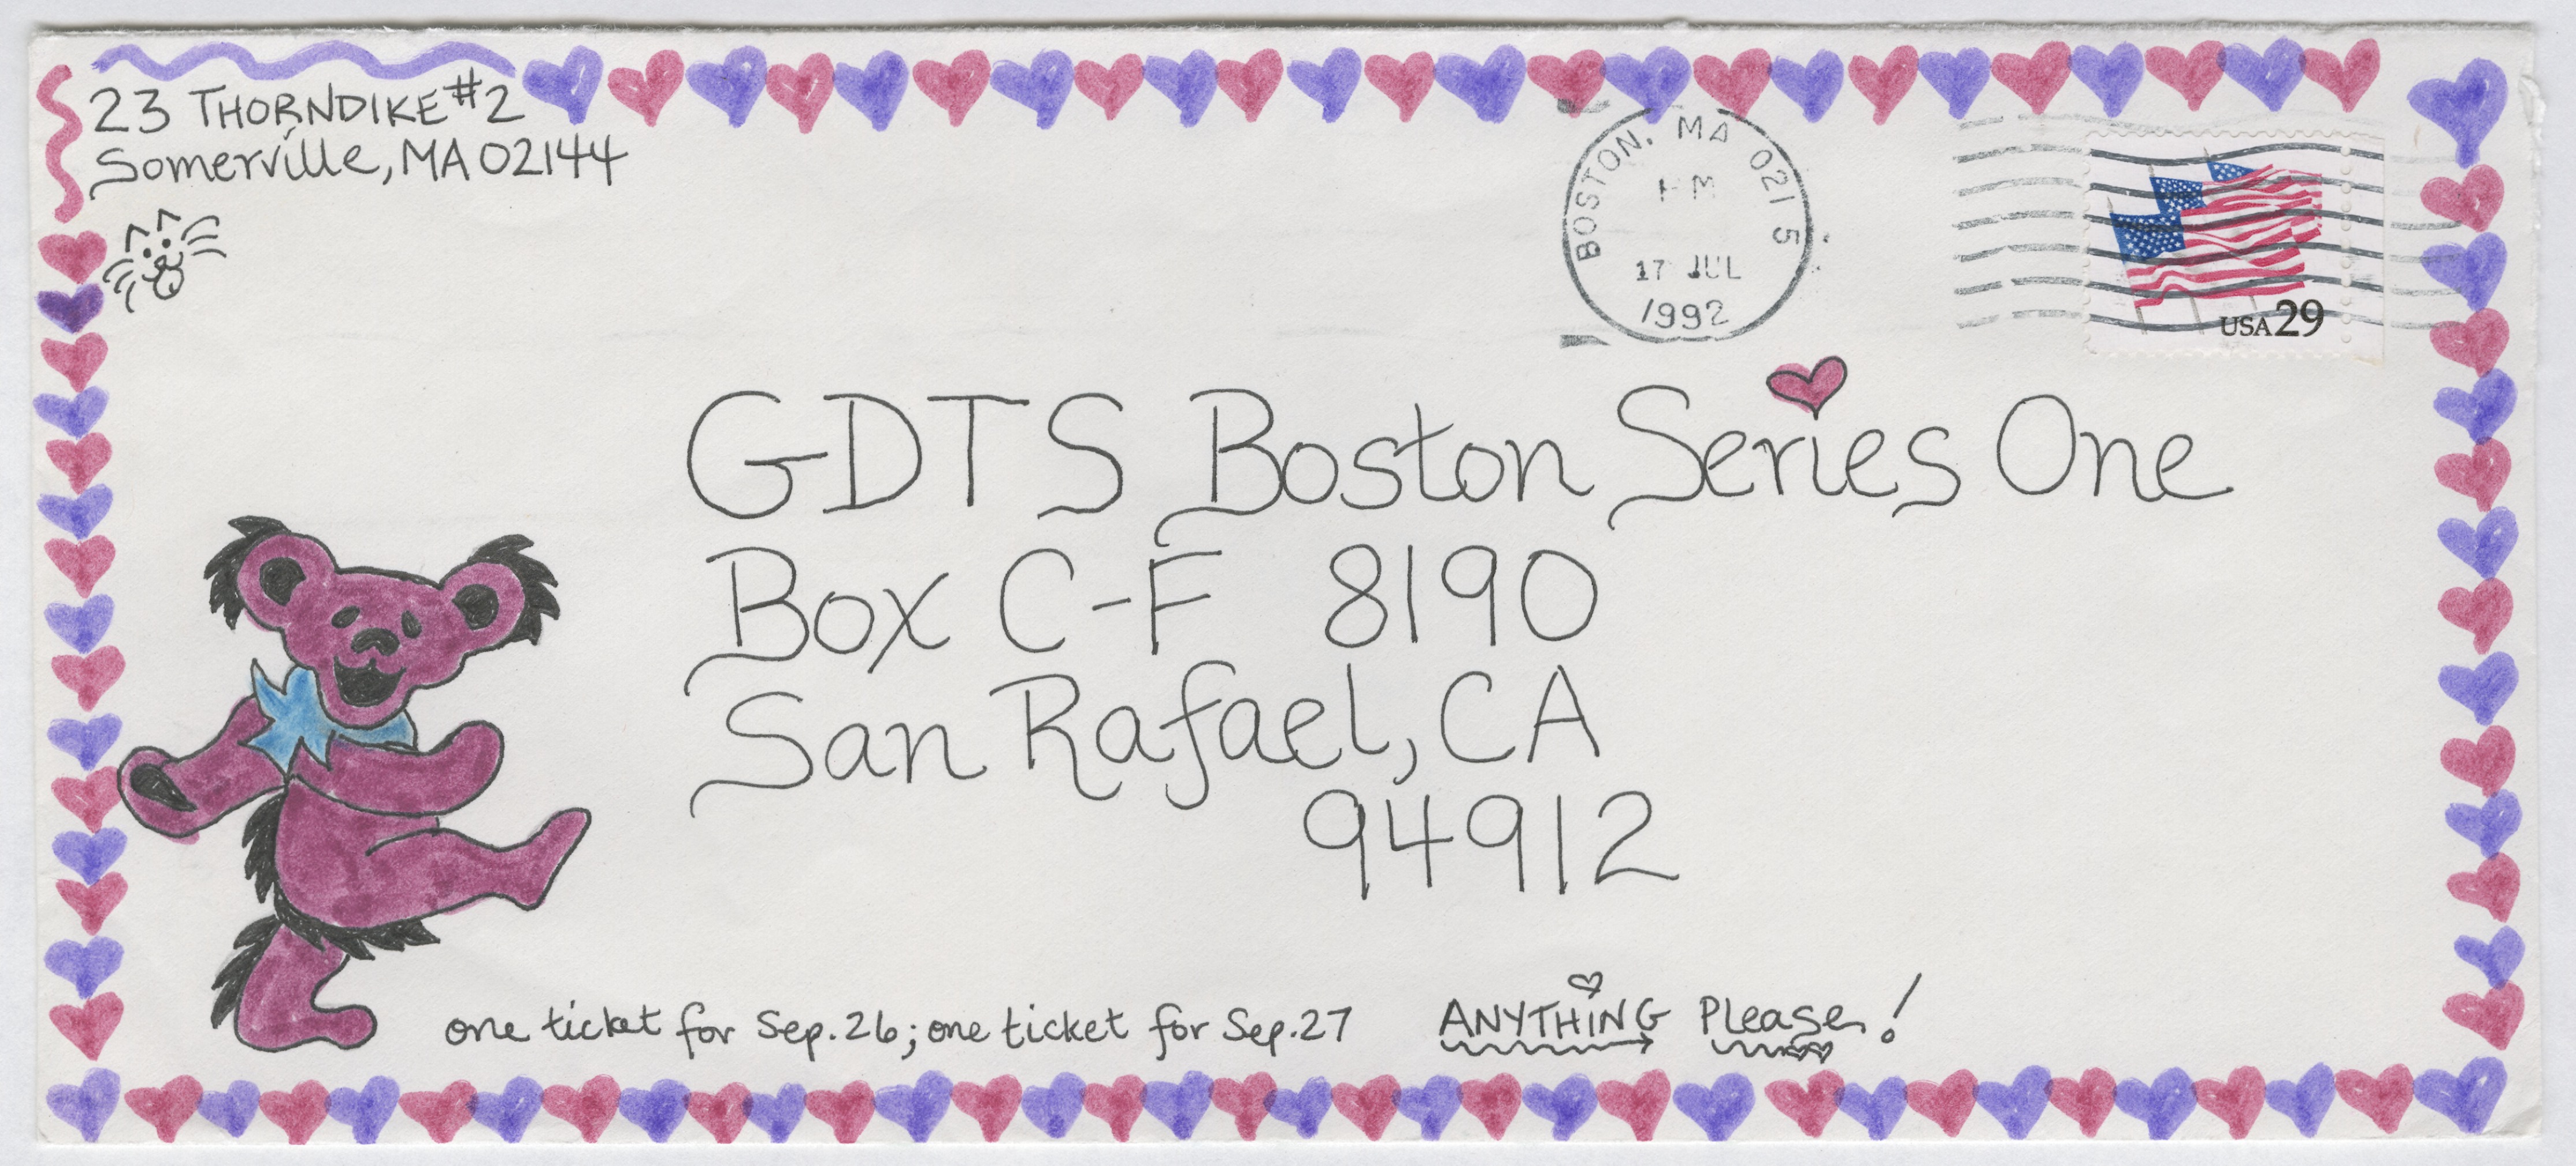 23 THORNDIKE #2
Somerville, MA 02144
BOSTON, MA 021 5
PM
17 JUL
1992
USA 29
GDTS Boston Series One
Box C-F 8190
San Rafael, CA
94912
one ticket for Sep. 26; one ticket for Sep. 27 ANYTHiNG Please!